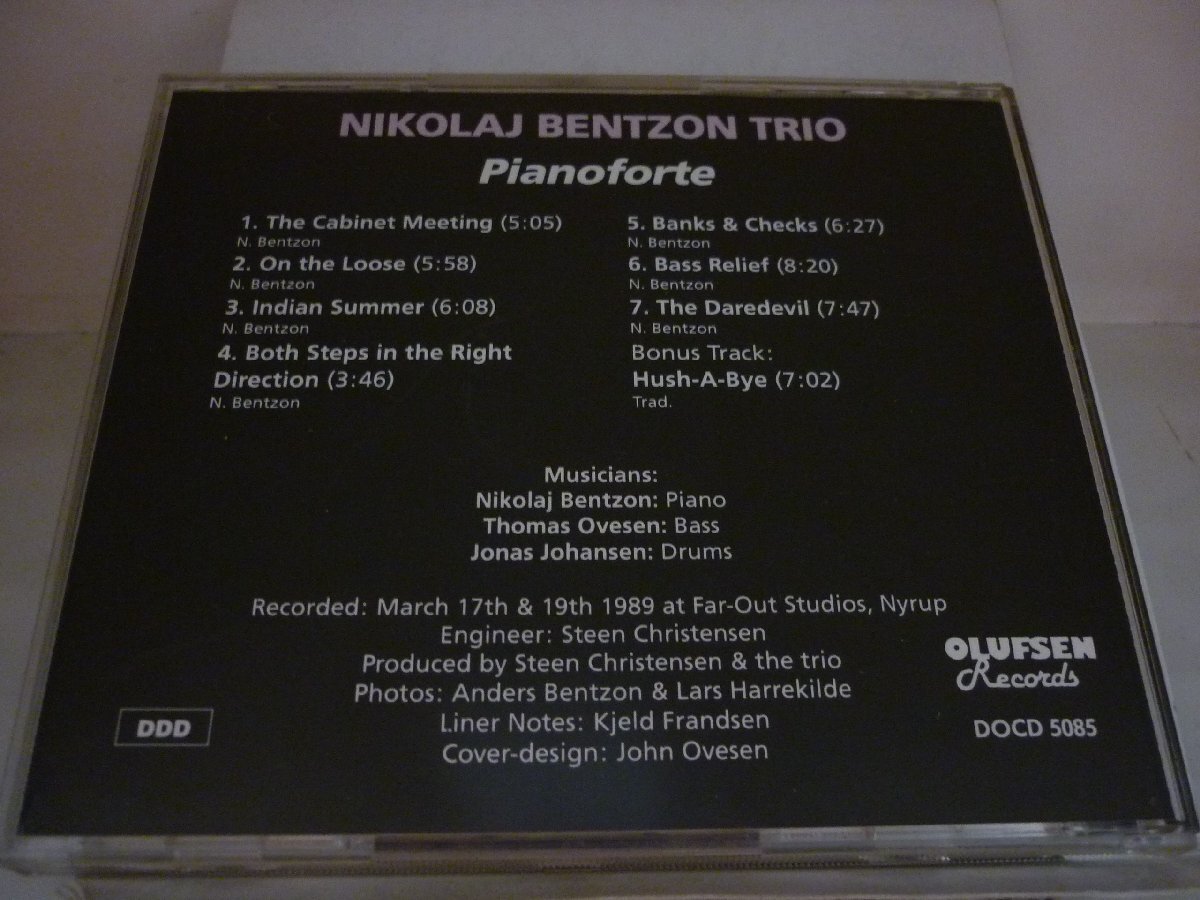 NIKOLAJ BENTZON TRIO
Pianoforte
1. The Cabinet Meeting (5:05)
N. Bentzon
2. On the Loose (5:58)
N. Bentzon
3. Indian Summer (6:08)
N. Bentzon
4. Both Steps in the Right
Direction (3:46)
N. Bentzon
5. Banks & Checks (6:27)
N. Bentzon
6. Bass Relief (8:20)
N. Bentzon
7. The Daredevil (7:47)
N. Bentzon
Bonus Track:
Hush-A-Bye (7:02)
Trad.
Musicians:
Nikolaj Bentzon: Piano
Thomas Ovesen: Bass
Jonas Johansen: Drums
Recorded: March 17th & 19th 1989 at Far-Out Studios, Nyrup
Engineer: Steen Christensen
Produced by Steen Christensen & the trio
Photos: Anders Bentzon & Lars Harrekilde
Liner Notes: Kjeld Frandsen
Cover-design: John Ovesen
DDD
OLUFSEN
Records
DOCD 5085